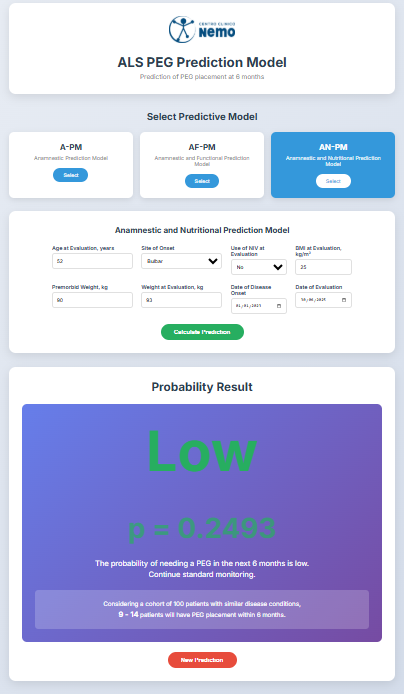 CENTRO CLINICO
NeMO
ALS PEG Prediction Model
Prediction of PEG placement at 6 months
Select Predictive Model
A-PM
Anamnestic Prediction Model
Select
AF-PM
Anamnestic and Functional Prediction
Model
Select
AN-PM
Anamnestic and Nutritional Prediction
Model
Select
Anamnestic and Nutritional Prediction Model
Age at Evaluation, years
52
Site of Onset
Bulbar
Use of NIV at
Evaluation
No
BMI at Evaluation,
kg/m²
25
Premorbid Weight, kg
90
Weight at Evaluation, kg
83
Date of Disease
Onset
01/01/2023
Date of Evaluation
30/06/2025
Calculate Prediction
Probability Result
Low
p = 0.2493
The probability of needing a PEG in the next 6 months is low.
Continue standard monitoring.
Considering a cohort of 100 patients with similar disease conditions,
9 - 14 patients will have PEG placement within 6 months.
New Prediction